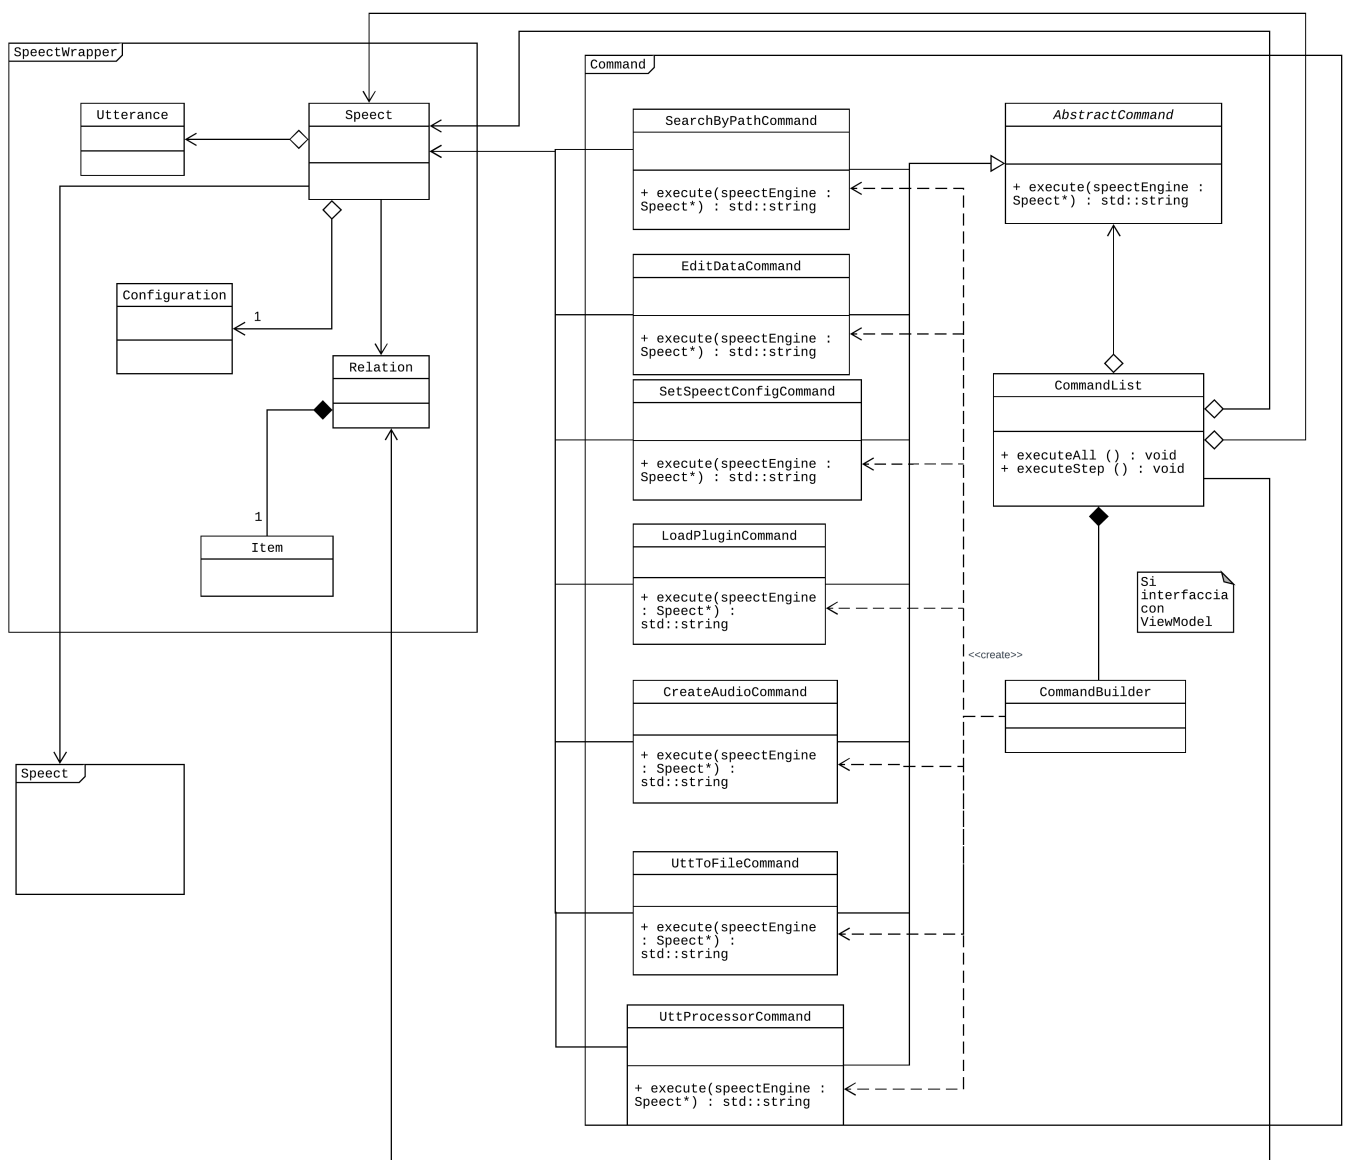 SpeectWrapper
Utterance
Speect
Configuration
1
Relation
1
Item
Speect
Command
SearchByPathCommand
+ execute(speectEngine :
Speect*) : std::string
EditDataCommand
+ execute(speectEngine :
Speect*) : std::string
SetSpeectConfigCommand
+ execute(speectEngine :
Speect*) : std::string
LoadPluginCommand
+ execute(speectEngine
: Speect*) :
std::string
CreateAudioCommand
+ execute(speectEngine
: Speect*) :
std::string
UttToFileCommand
+ execute(speectEngine
: Speect*) :
std::string
UttProcessorCommand
+ execute(speectEngine :
Speect*) : std::string
AbstractCommand
+ execute(speectEngine :
Speect*) : std::string
CommandList
+ executeAll () : void
+ executeStep () : void
Si
interfaccia
con
ViewModel
<<create>>
CommandBuilder